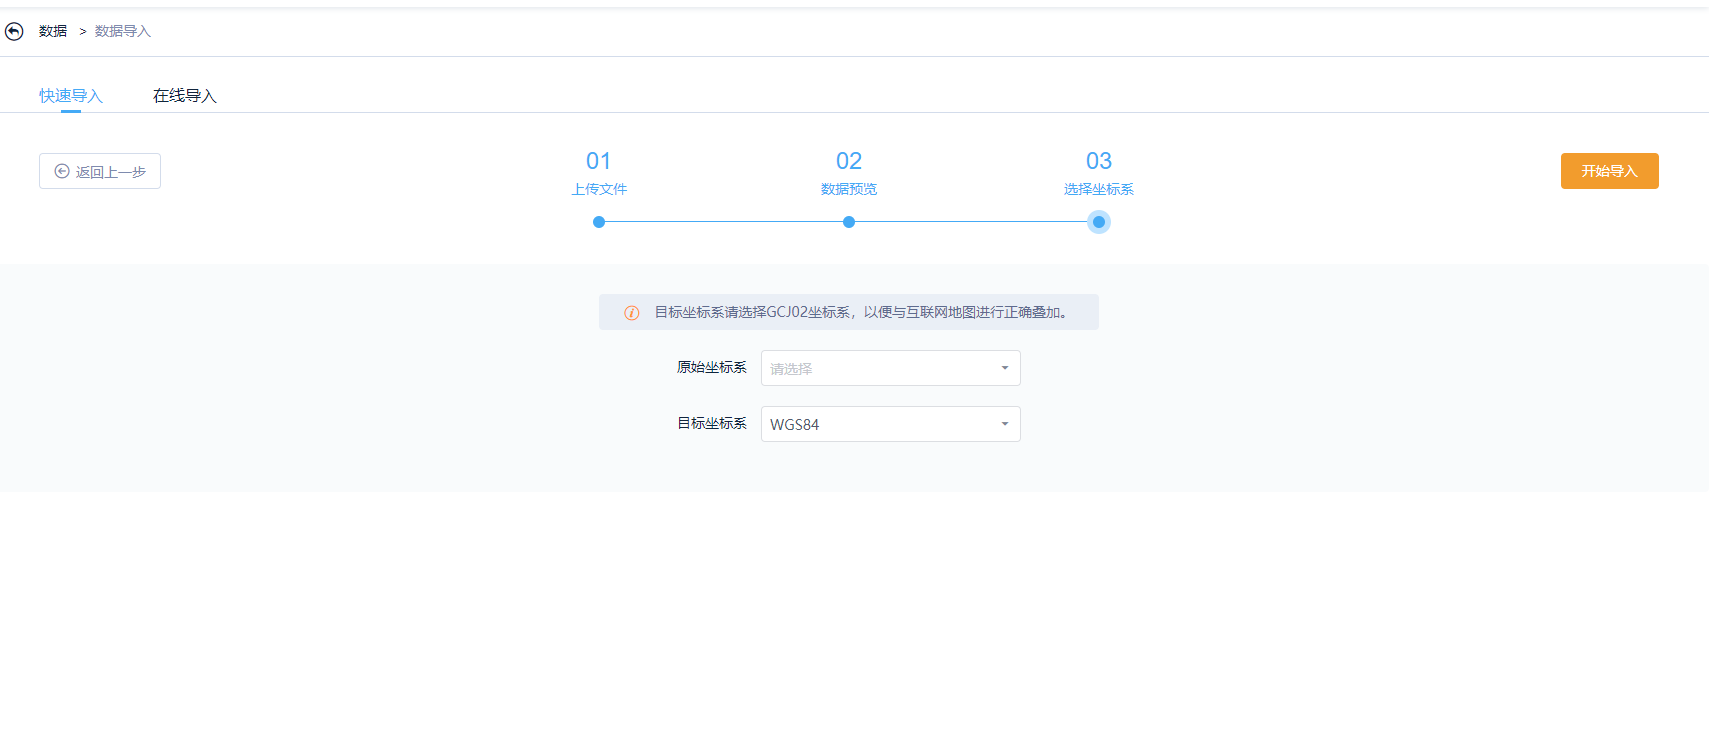 数据 > 数据导入
快速导入 在线导入
返回上一步
01 02 03
上传文件 数据预览 选择坐标系
开始导入
目标坐标系请选择GCJ02坐标系，以便与互联网地图进行正确叠加。
原始坐标系 请选择
目标坐标系 WGS84